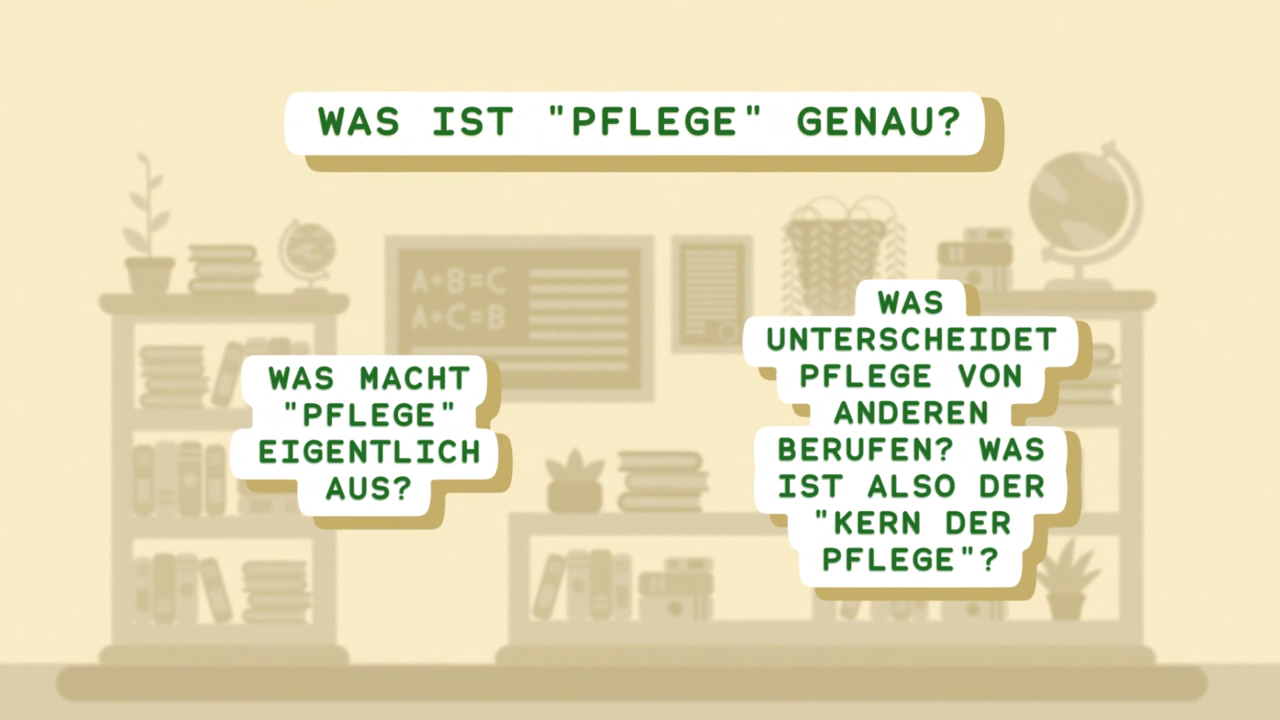 WAS IST "PFLEGE" GENAU?
A+B=C
A+C=B
WAS MACHT
"PFLEGE"
EIGENTLICH
AUS?
WAS
UNTERSCHEIDET
PFLEGE VON
ANDEREN
BERUFEN? WAS
IST ALSO DER
"KERN DER
PFLEGE"?